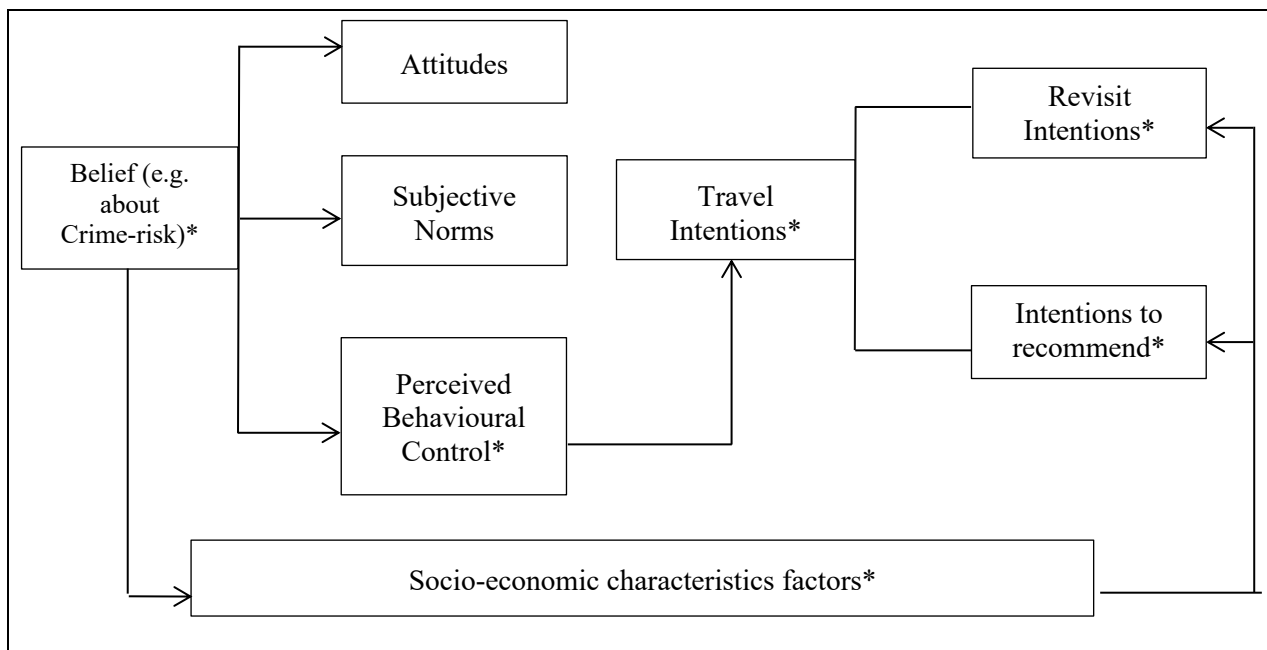 Attitudes
Belief (e.g.
about
Crime-risk)*
Subjective
Norms
Perceived
Behavioural
Control*
Travel
Intentions*
Revisit
Intentions*
Intentions to
recommend*
Socio-economic characteristics factors*